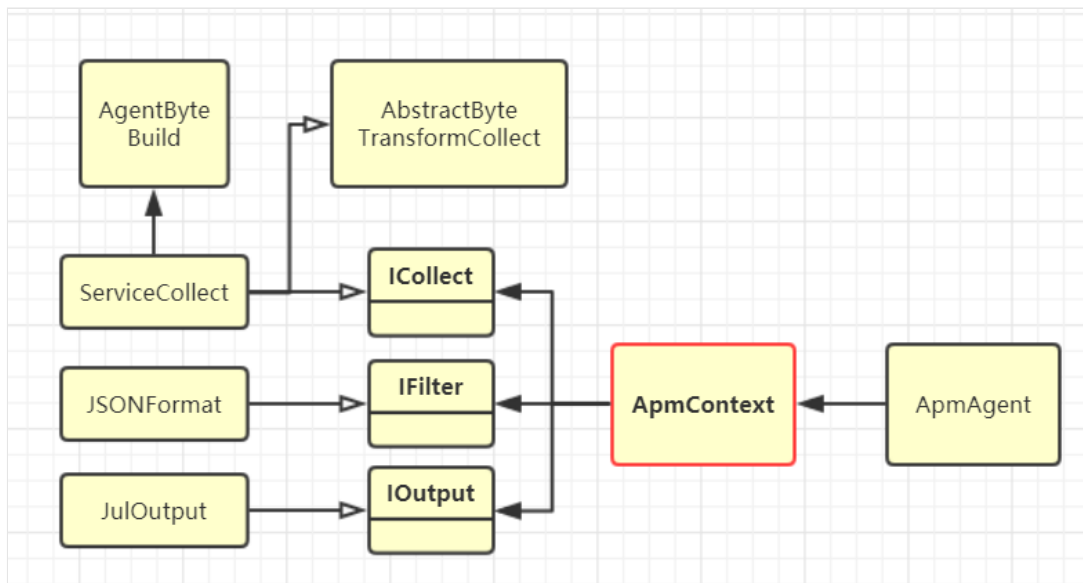 AgentByte
Build
AbstractByte
TransformCollect
ServiceCollect
ICollect
JSONFormat
IFilter
ApmContext
ApmAgent
JulOutput
IOutput